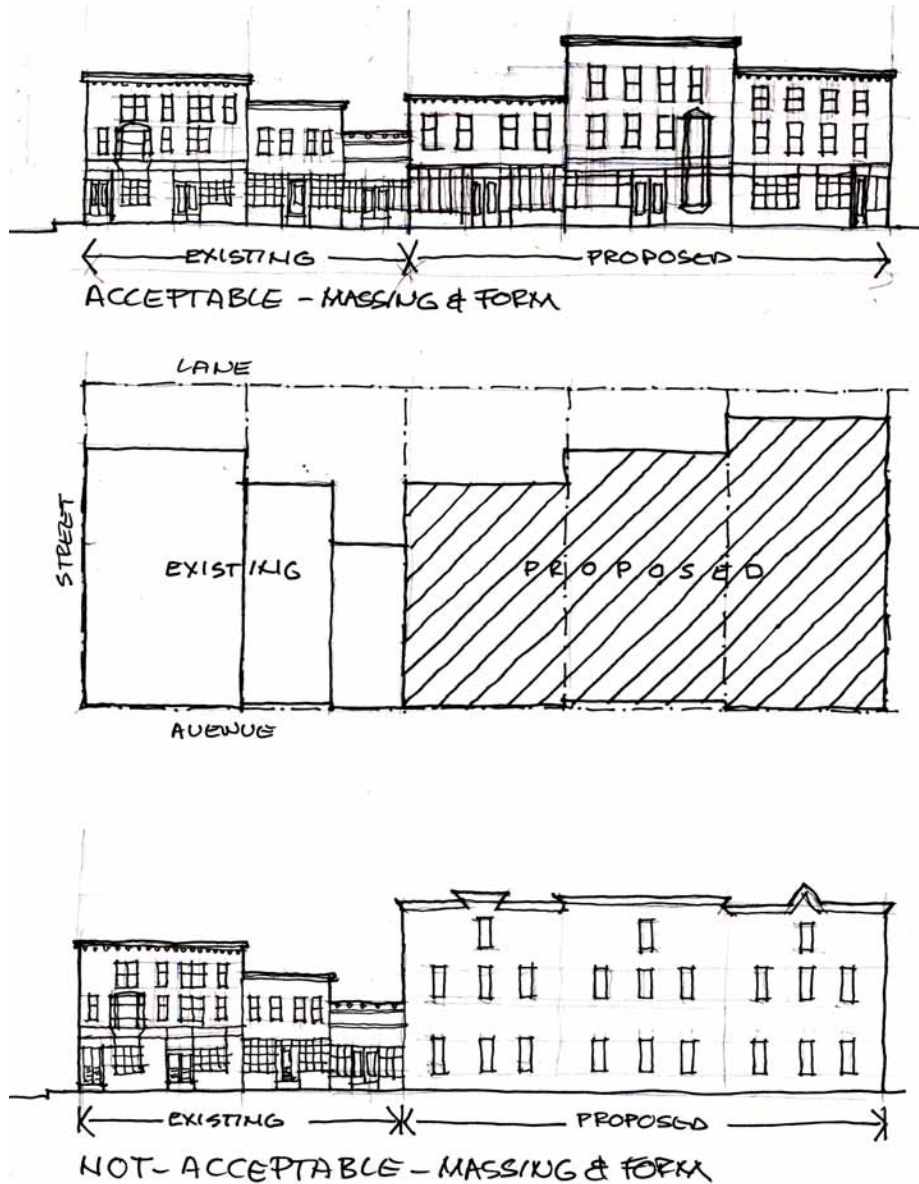 EXISTING PROPOSED
ACCEPTABLE - MASSING & FORM
LANE
STREET
EXISTING PROPOSED
AVENUE
EXISTING PROPOSED
NOT-ACCEPTABLE - MASSING & FORM